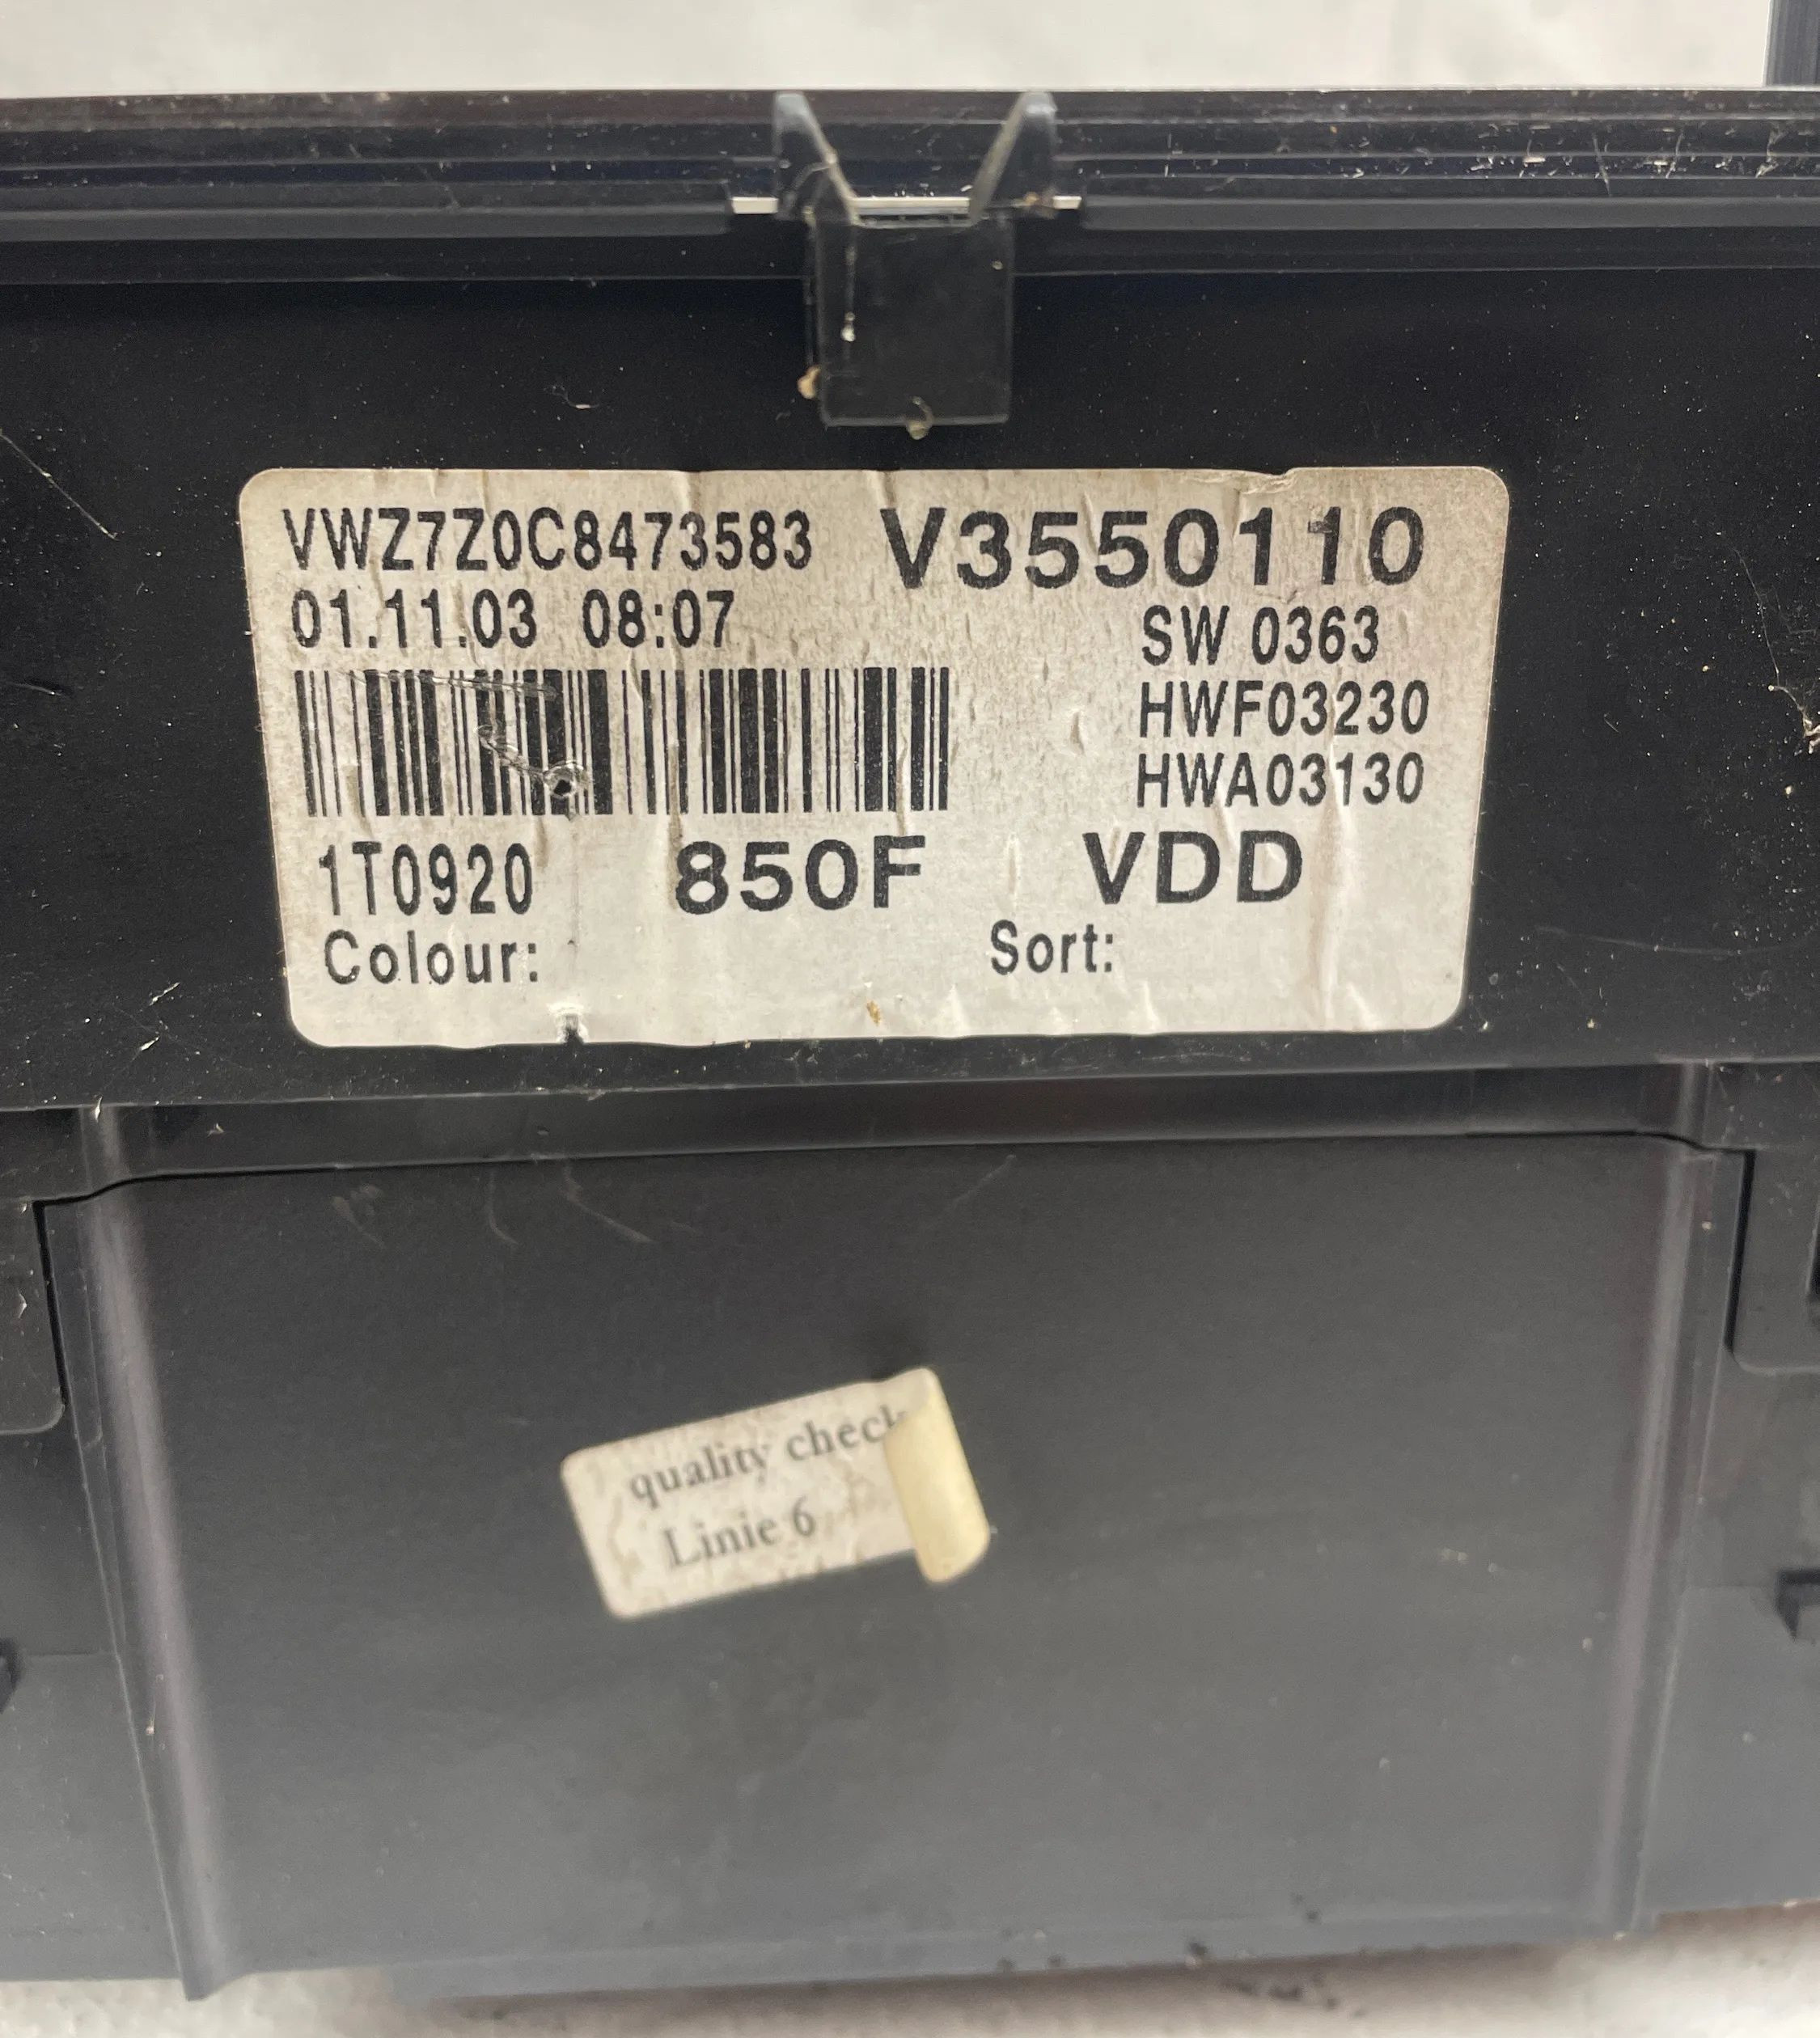 VWZ7Z0C8473583 V3550110
01.11.03 08:07 SW 0363
HWF03230
HWA03130
1T0920 850F VDD
Colour: Sort:
quality check
Linie 6